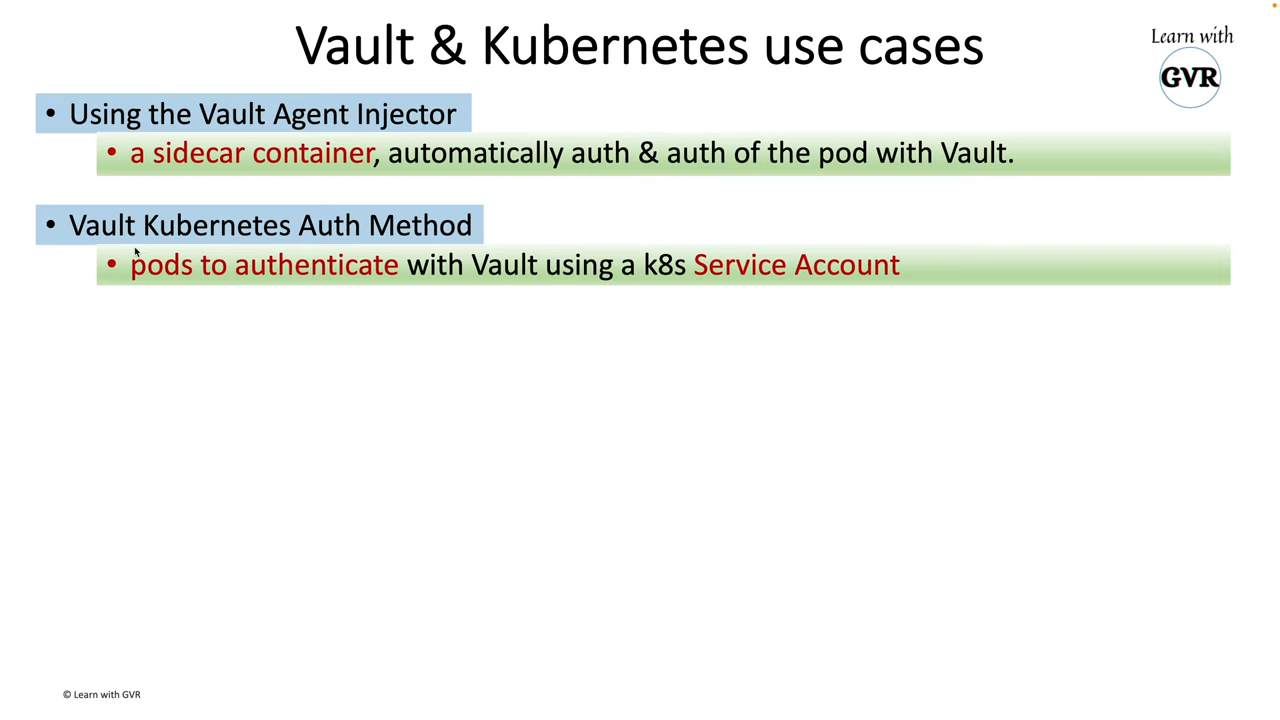 Vault & Kubernetes use cases
Learn with
GVR
• Using the Vault Agent Injector
• a sidecar container, automatically auth & auth of the pod with Vault.
• Vault Kubernetes Auth Method
• pods to authenticate with Vault using a k8s Service Account
© Learn with GVR